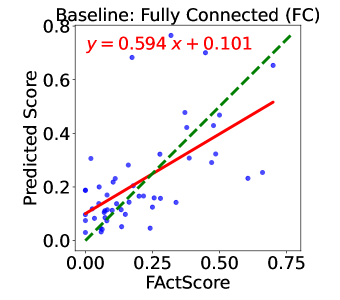 Baseline: Fully Connected (FC)
y = 0.594 x + 0.101
Predicted Score
0.8
0.6
0.4
0.2
0.0
0.00 0.25 0.50 0.75
FActScore